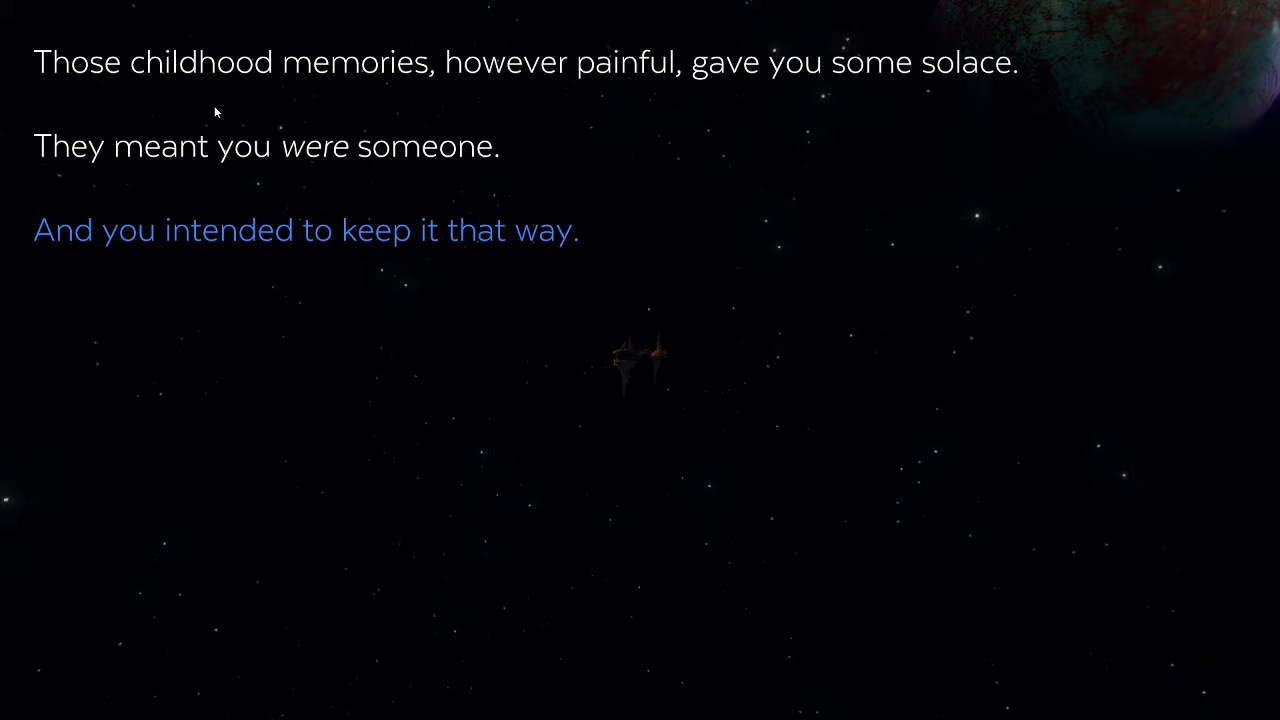 Those childhood memories, however painful, gave you some solace.
They meant you were someone.
And you intended to keep it that way.